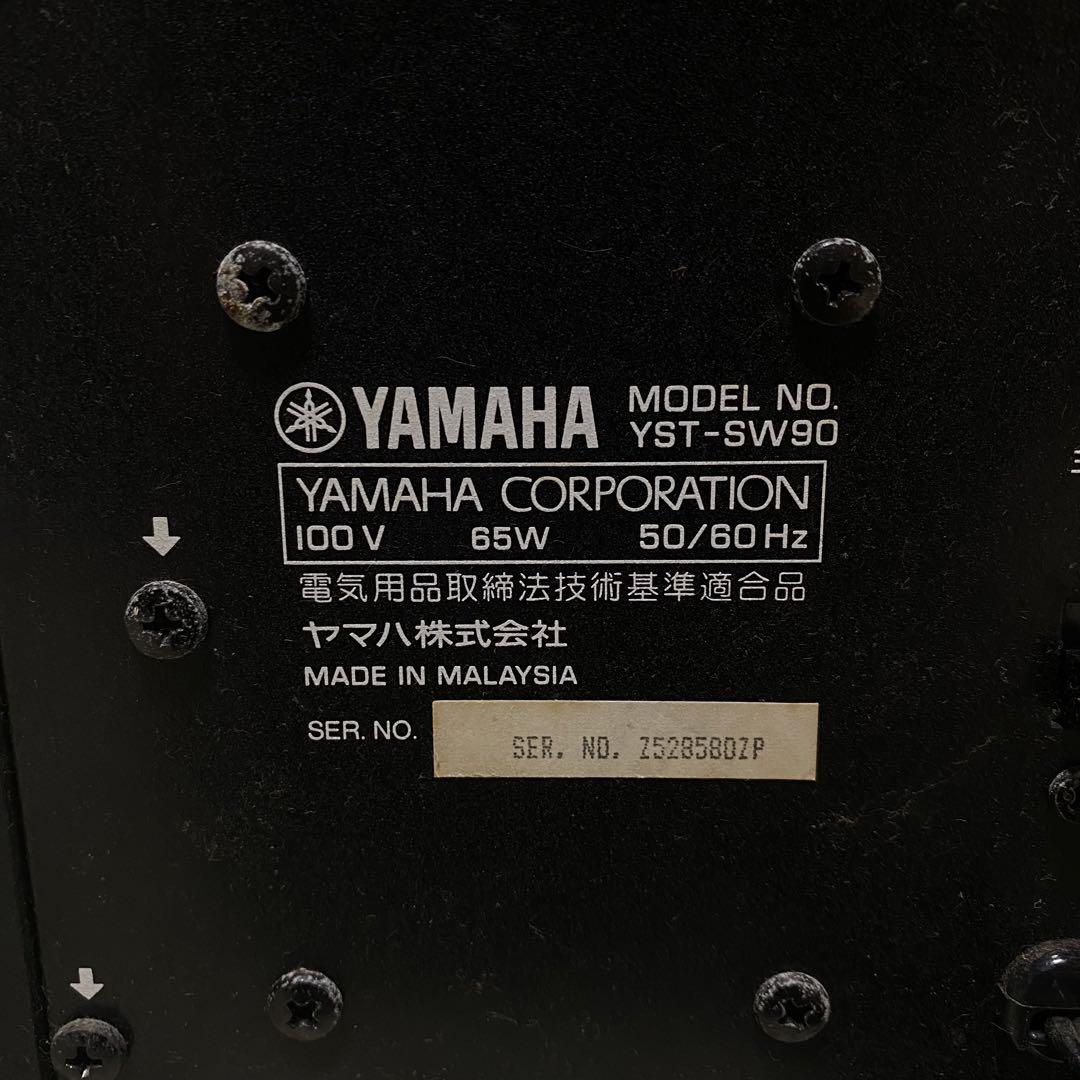 YAMAHA
MODEL NO.
YST-SW90
YAMAHA CORPORATION
100V 65W 50/60Hz
電気用品取締法技術基準適合品
ヤマハ株式会社
MADE IN MALAYSIA
SER. NO.
SER. NO. Z528580ZP